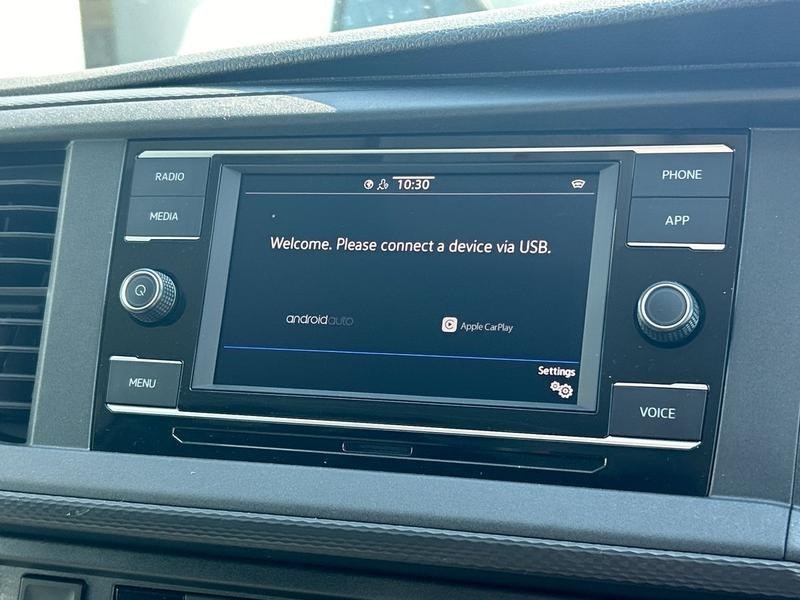 RADIO
10:30
PHONE
MEDIA
APP
Welcome. Please connect a device via USB.
androidauto
Apple CarPlay
Settings
MENU
VOICE